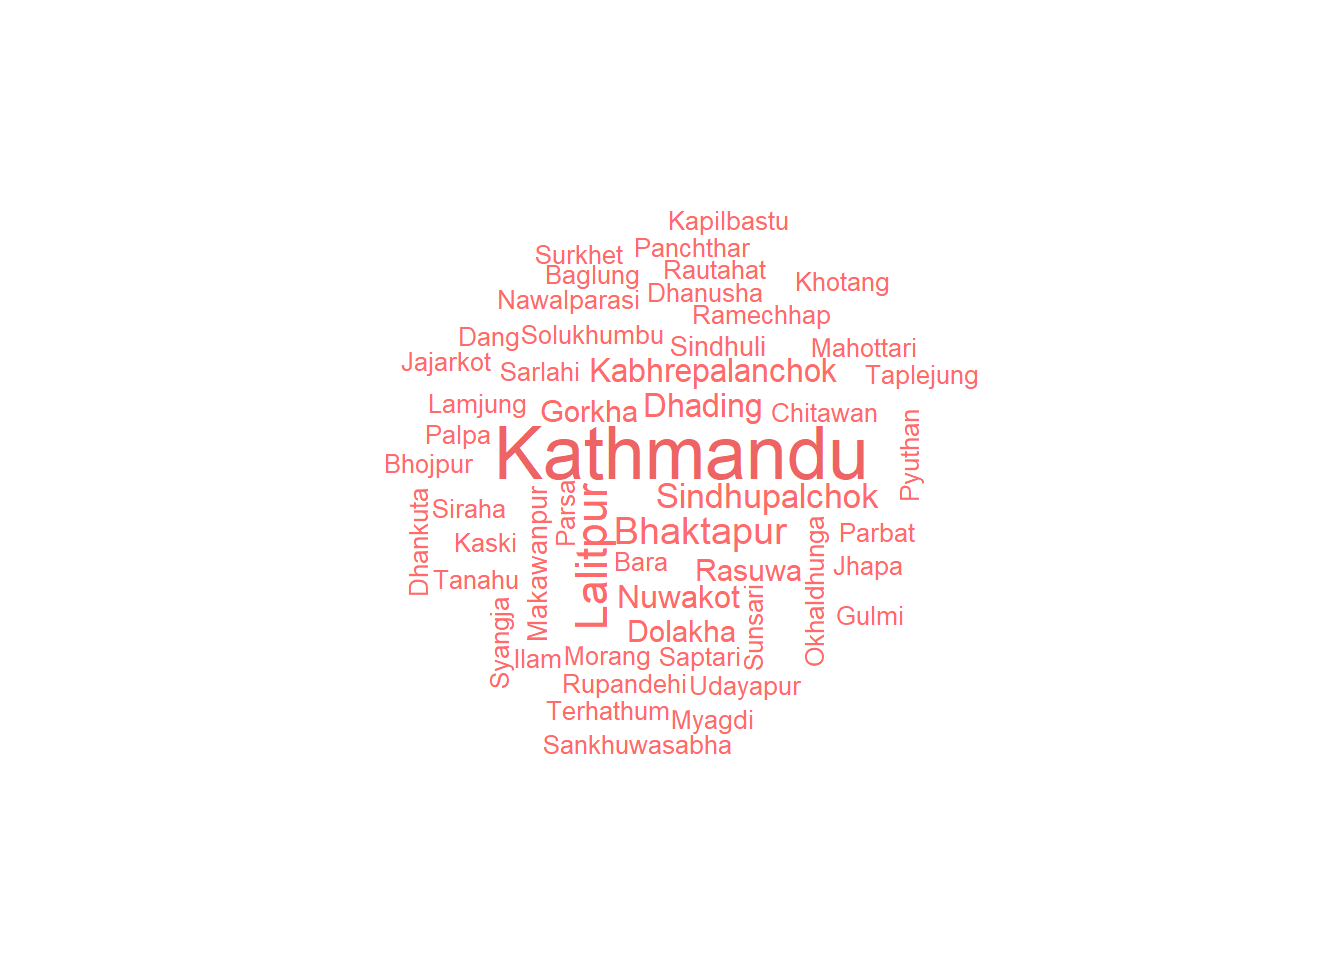 Kapilbastu
Panchthar
Surkhet
Rautahat
Baglung
Khotang
Dhanusha
Nawalparasi
Ramechhap
Solukhumbu
Dang
Sindhuli
Mahottari
Jajarkot
Kabhrepalanchok
Sarlahi
Taplejung
Lamjung
Dhading
Gorkha
Chitawan
Palpa
Kathmandu
Pyuthan
Bhojpur
Sindhupalchok
Siraha
Parsa
Bhaktapur
Parbat
Dhankuta
Kaski
Lalitpur
Makawanpur
Bara
Rasuwa
Jhapa
Tanahu
Okhaldhunga
Nuwakot
Gulmi
Sunsari
Dolakha
Syangja
Ilam
Morang
Saptari
Rupandehi
Udayapur
Terhathum
Myagdi
Sankhuwasabha